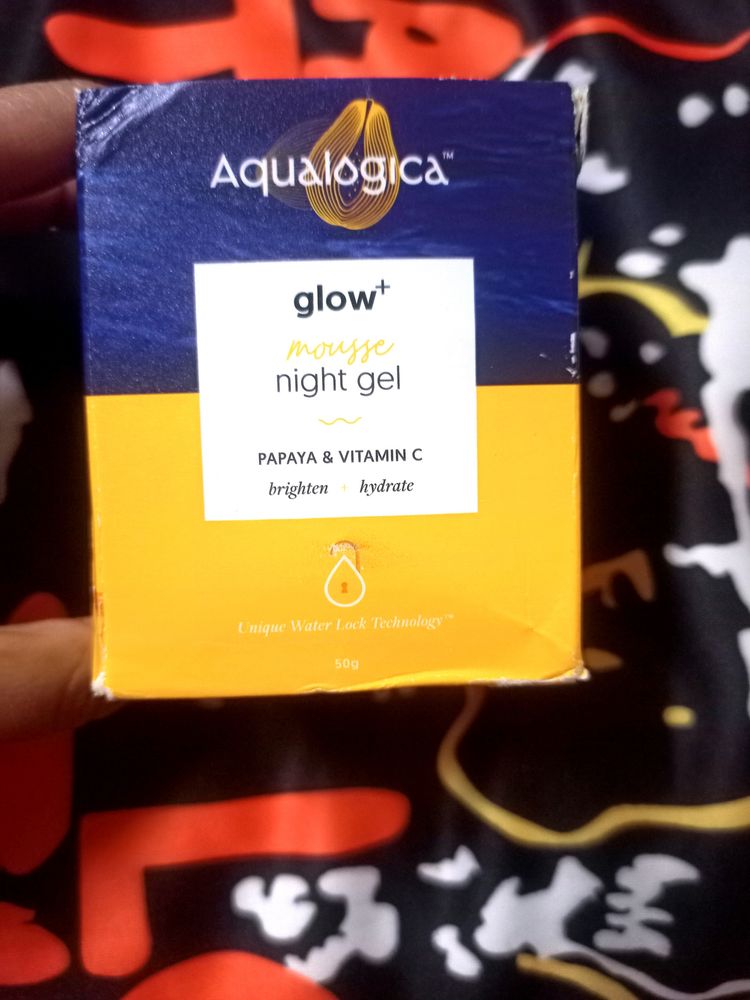 Aqualogica™
glow+
mousse
night gel
PAPAYA & VITAMIN C
brighten + hydrate
Unique Water Lock Technology™
50g